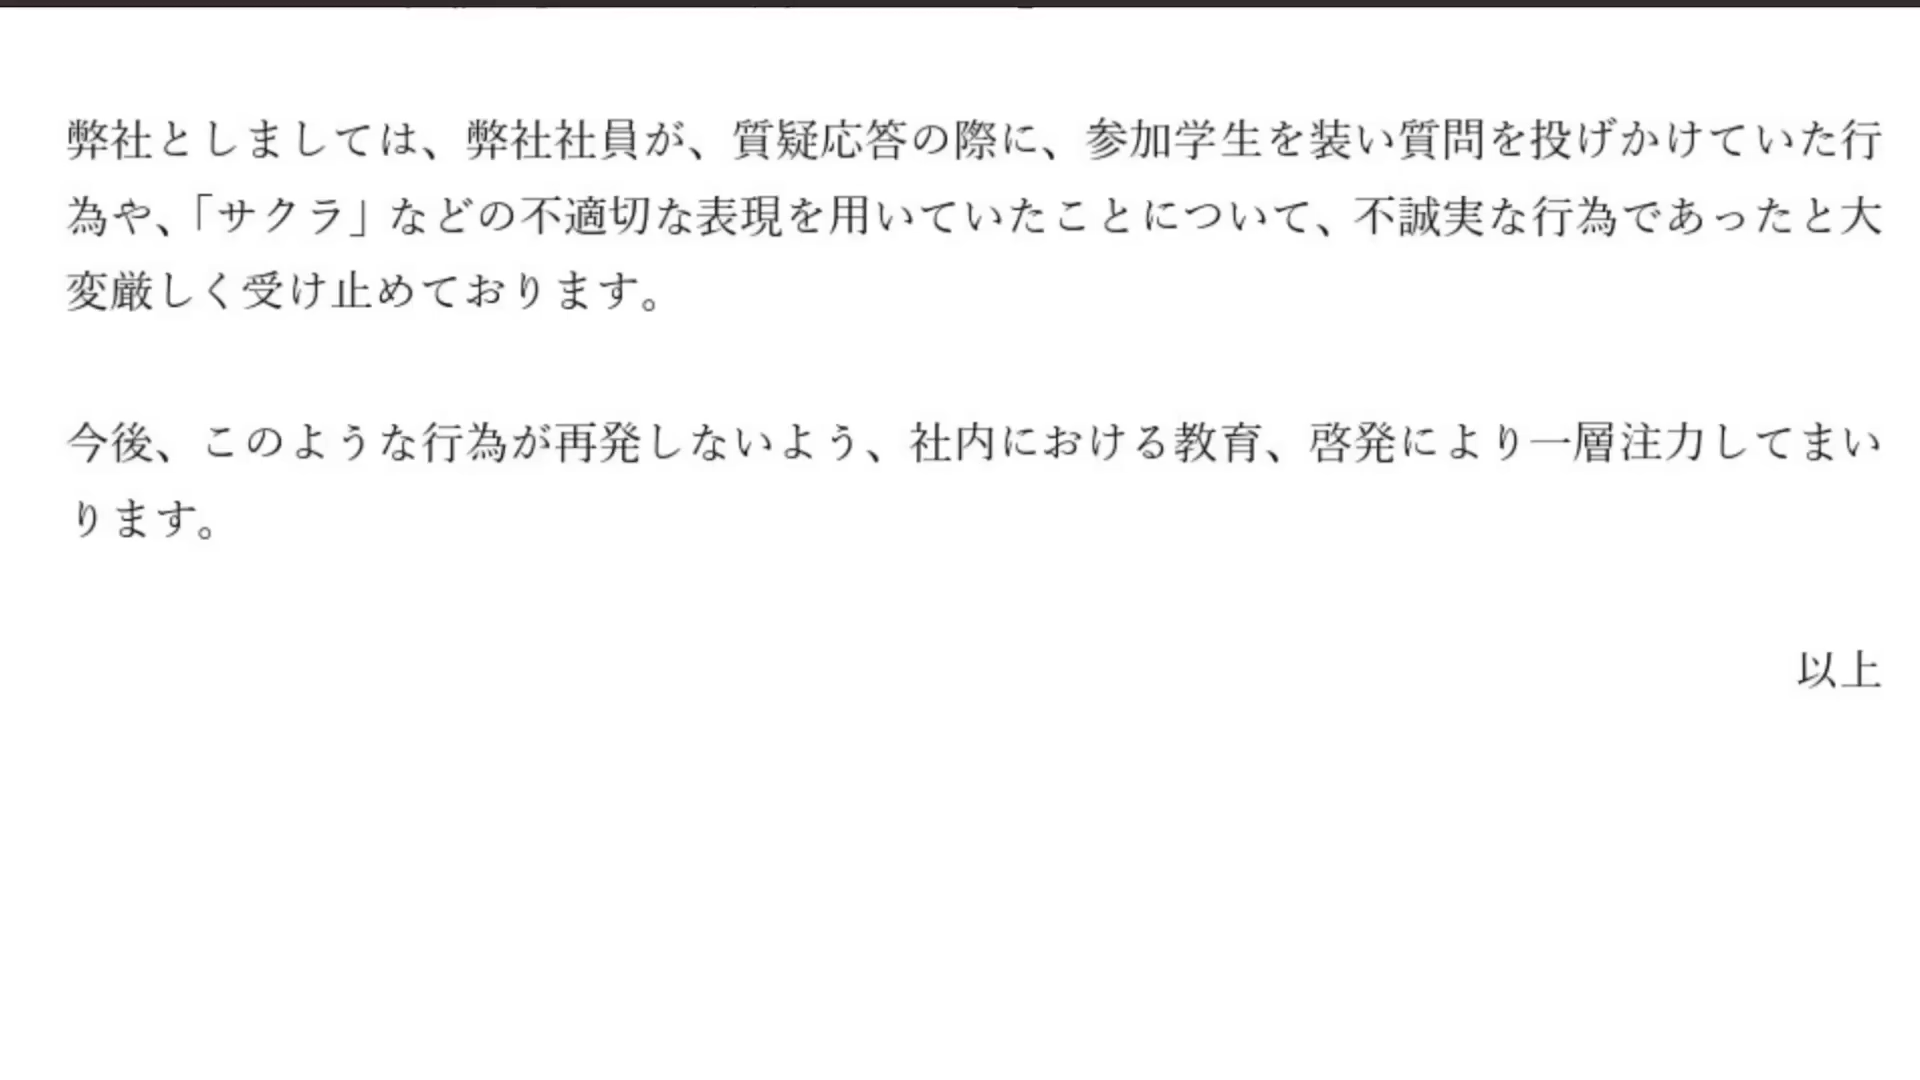 弊社としましては、弊社社員が、質疑応答の際に、参加学生を装い質問を投げかけていた行
為や、「サクラ」などの不適切な表現を用いていたことについて、不誠実な行為であったと大
変厳しく受け止めております。
今後、このような行為が再発しないよう、社内における教育、啓発により一層注力してまい
ります。
以上